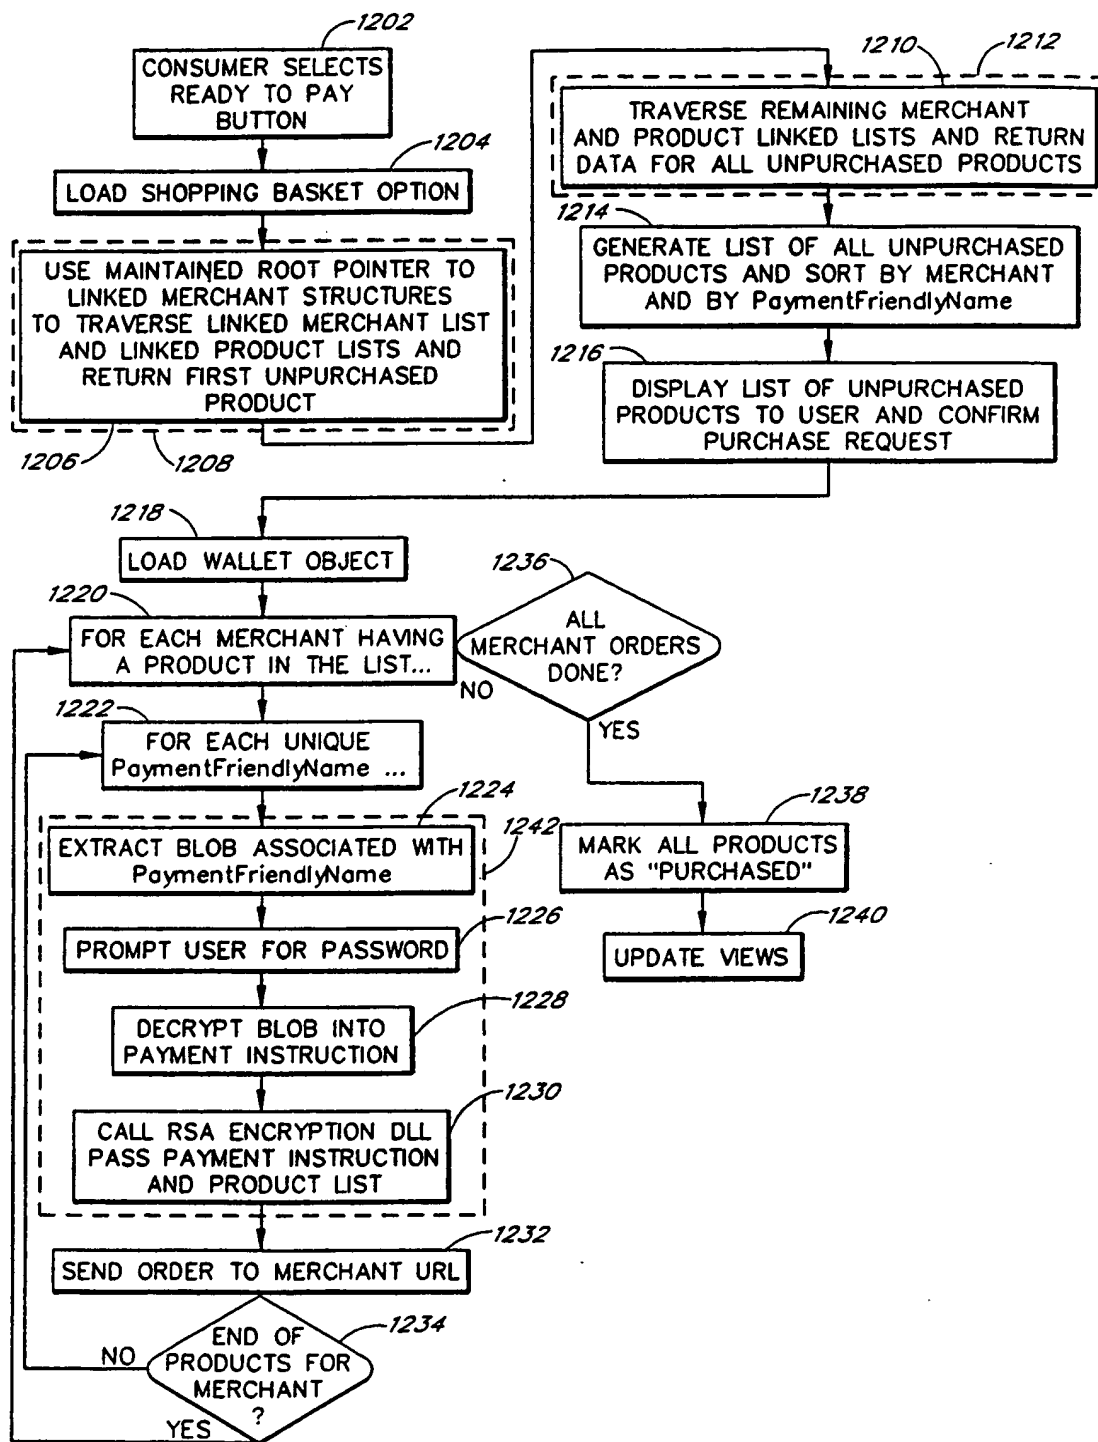 1202
CONSUMER SELECTS
READY TO PAY
BUTTON
1204
LOAD SHOPPING BASKET OPTION
USE MAINTAINED ROOT POINTER TO
LINKED MERCHANT STRUCTURES
TO TRAVERSE LINKED MERCHANT LIST
AND LINKED PRODUCT LISTS AND
RETURN FIRST UNPURCHASED
PRODUCT
1206
1208
1210
1212
TRAVERSE REMAINING MERCHANT
AND PRODUCT LINKED LISTS AND RETURN
DATA FOR ALL UNPURCHASED PRODUCTS
1214
GENERATE LIST OF ALL UNPURCHASED
PRODUCTS AND SORT BY MERCHANT
AND BY PaymentFriendlyName
1216
DISPLAY LIST OF UNPURCHASED
PRODUCTS TO USER AND CONFIRM
PURCHASE REQUEST
1218
LOAD WALLET OBJECT
1220
FOR EACH MERCHANT HAVING
A PRODUCT IN THE LIST...
1222
FOR EACH UNIQUE
PaymentFriendlyName ...
1224
1242
EXTRACT BLOB ASSOCIATED WITH
PaymentFriendlyName
1226
PROMPT USER FOR PASSWORD
1228
DECRYPT BLOB INTO
PAYMENT INSTRUCTION
1230
CALL RSA ENCRYPTION DLL
PASS PAYMENT INSTRUCTION
AND PRODUCT LIST
1232
SEND ORDER TO MERCHANT URL
1234
END OF
PRODUCTS FOR
MERCHANT
?
NO
YES
1236
ALL
MERCHANT ORDERS
DONE?
NO
YES
1238
MARK ALL PRODUCTS
AS "PURCHASED"
1240
UPDATE VIEWS